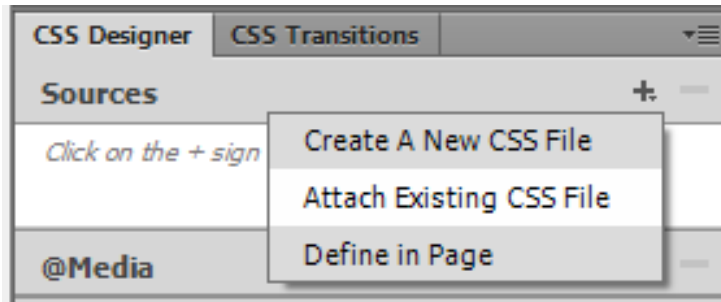 CSS Designer CSS Transitions
Sources
Create A New CSS File
Click on the + sign
Attach Existing CSS File
Define in Page
@Media